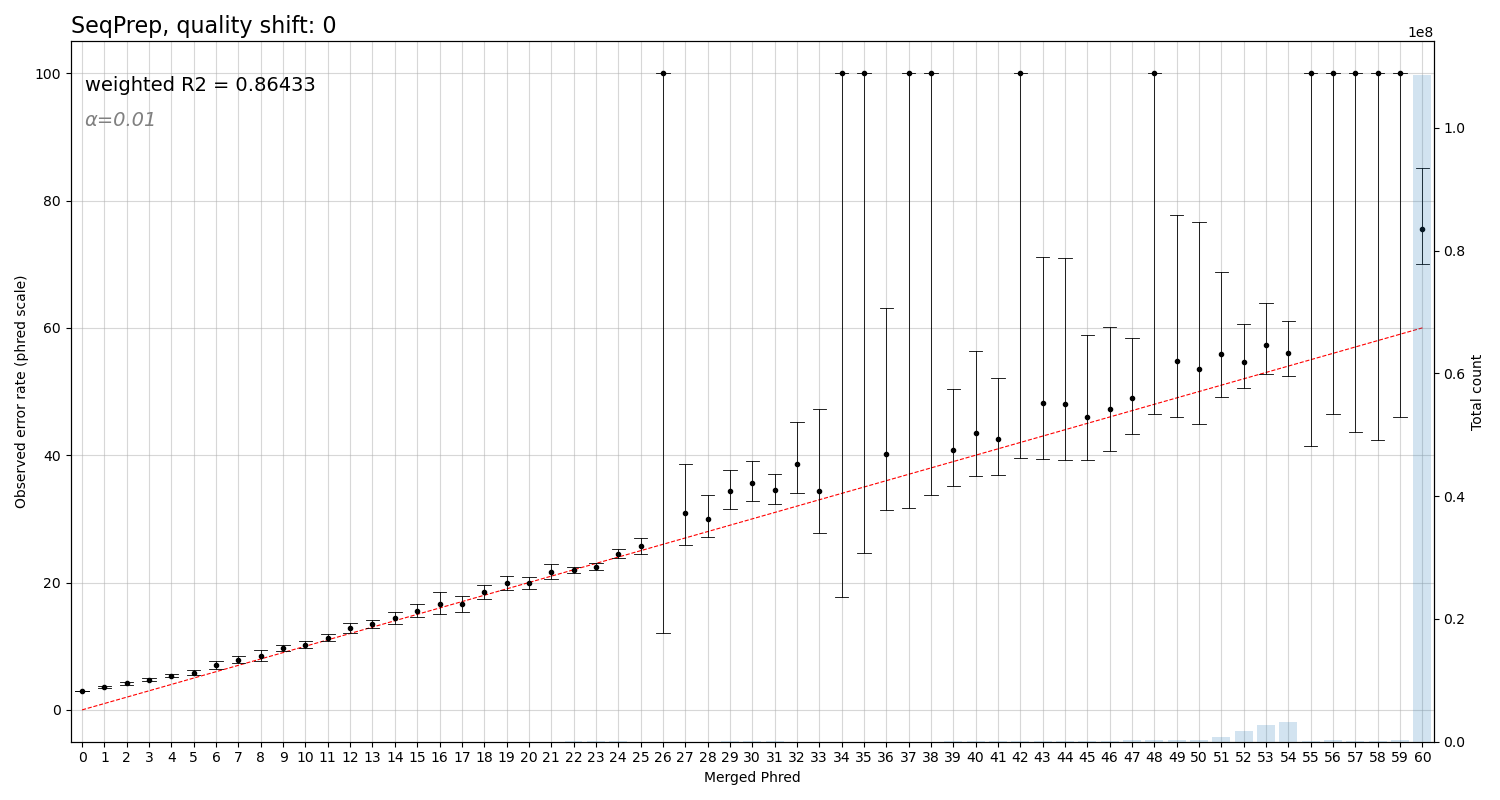 SeqPrep, quality shift: 0
1e8
weighted R2 = 0.86433
α=0.01
Observed error rate (phred scale)
100
80
60
40
20
0
1.0
0.8
0.6
0.4
0.2
0.0
Total count
0 1 2 3 4 5 6 7 8 9 10 11 12 13 14 15 16 17 18 19 20 21 22 23 24 25 26 27 28 29 30 31 32 33 34 35 36 37 38 39 40 41 42 43 44 45 46 47 48 49 50 51 52 53 54 55 56 57 58 59 60
Merged Phred